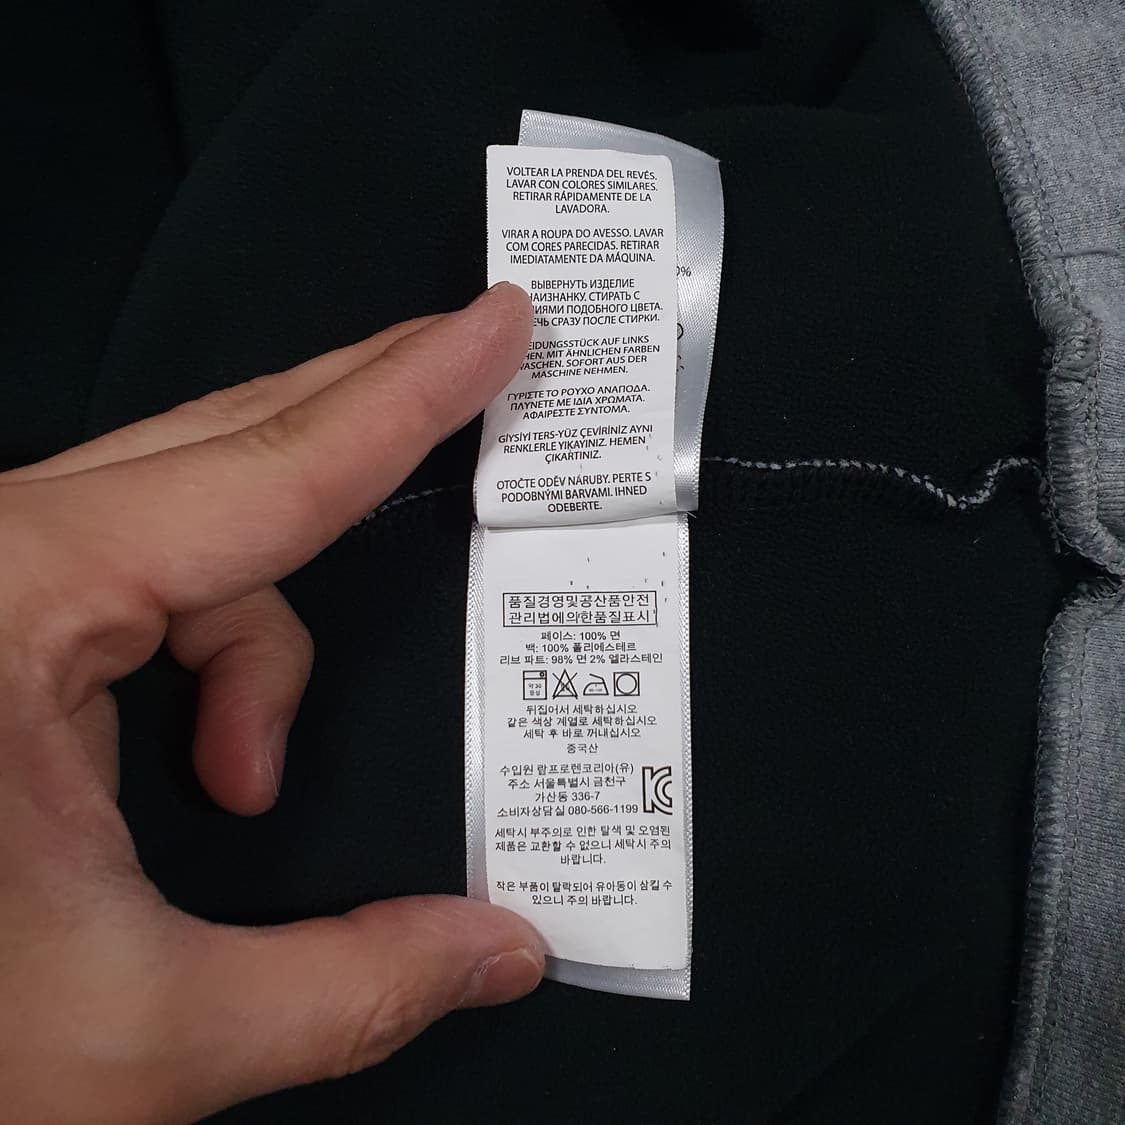 VOLTEAR LA PRENDA DEL REVÉS.
LAVAR CON COLORES SIMILARES.
RETIRAR RÁPIDAMENTE DE LA
LAVADORA.
VIRAR A ROUPA DO AVESSO. LAVAR
COM CORES PARECIDAS. RETIRAR
IMEDIATAMENTE DA MÁQUINA.
ВЫВЕРНУТЬ ИЗДЕЛИЕ
СТИРАТЬ С
ПОДОБНОГО ЦВЕТА.
СРАЗУ ПОСЛЕ СТИРКИ.
AUF LINKS
MIT ÄHNLICHEN FARBEN
SOFORT AUS DER
MASCHINE NEHMEN.
ΓΥΡΙΣΤΕ ΤΟ ΡΟΥΧΟ ΑΝΑΠΟΔΑ.
ΠΛΥΝΕΤΕ ΜΕ ΙΔΙΑ ΧΡΩΜΑΤΑ.
ΑΦΑΙΡΕΣΤΕ ΣΥΝΤΟΜΑ.
GİYSİYİ TERS-YÜZ ÇEVİRİNİZ AYNI
RENKLERLE YIKAYINIZ. HEMEN
ÇIKARTINIZ.
OTOČTE ODĚV NARUBY. PERTE S
PODOBNÝMI BARVAMI. IHNED
ODEBERTE.
품질경영및공산품안전
관리법에의한품질표시
페이스: 100% 면
백: 100% 폴리에스테르
리브 파트: 98% 면 2% 엘라스테인
약 30
중성
뒤집어서 세탁하십시오
같은 색상 계열로 세탁하십시오
세탁 후 바로 꺼내십시오
중국산
수입원 랄프로렌코리아(유)
주소 서울특별시 금천구
가산동 336-7
소비자상담실 080-566-1199
세탁시 부주의로 인한 탈색 및 오염된
제품은 교환할 수 없으니 세탁시 주의
바랍니다.
작은 부품이 탈락되어 유아동이 삼킬 수
있으니 주의 바랍니다.